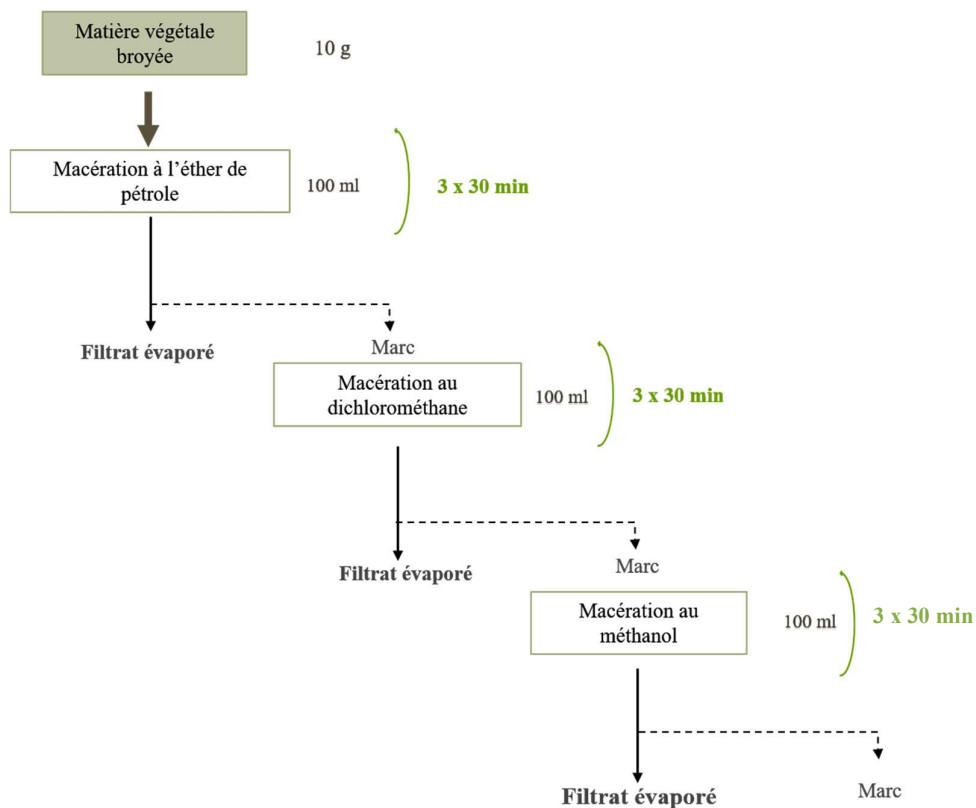 Matière végétale
broyée
10 g
Macération à l’éther de
pétrole
100 ml
3 x 30 min
Filtrat évaporé
Marc
Macération au
dichlorométhane
100 ml
3 x 30 min
Filtrat évaporé
Marc
Macération au
méthanol
100 ml
3 x 30 min
Filtrat évaporé
Marc